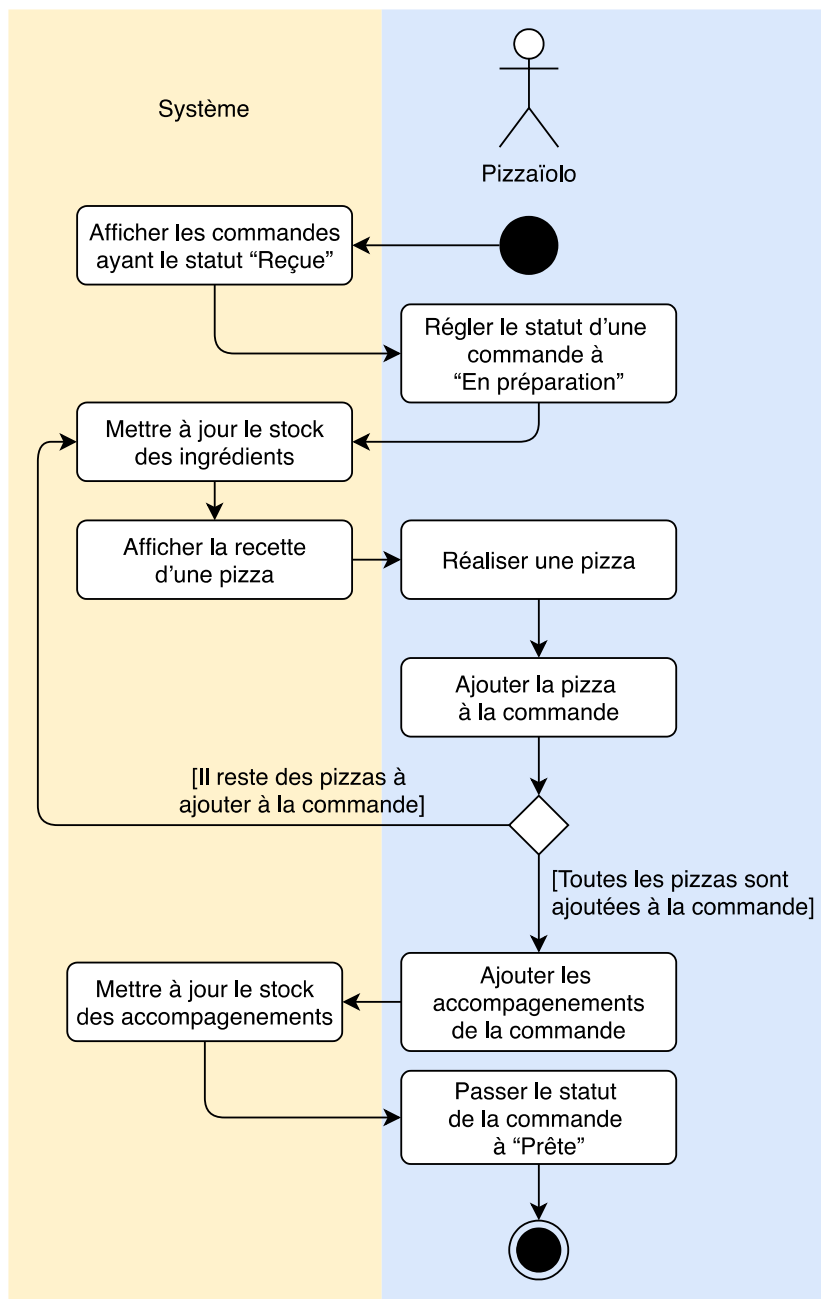 Système
Pizzaïolo
Afficher les commandes
ayant le statut “Reçue”
Régler le statut d’une
commande à
“En préparation”
Mettre à jour le stock
des ingrédients
Afficher la recette
d’une pizza
Réaliser une pizza
Ajouter la pizza
à la commande
[Il reste des pizzas à
ajouter à la commande]
[Toutes les pizzas sont
ajoutées à la commande]
Ajouter les
accompagenements
de la commande
Mettre à jour le stock
des accompagenements
Passer le statut
de la commande
à “Prête”